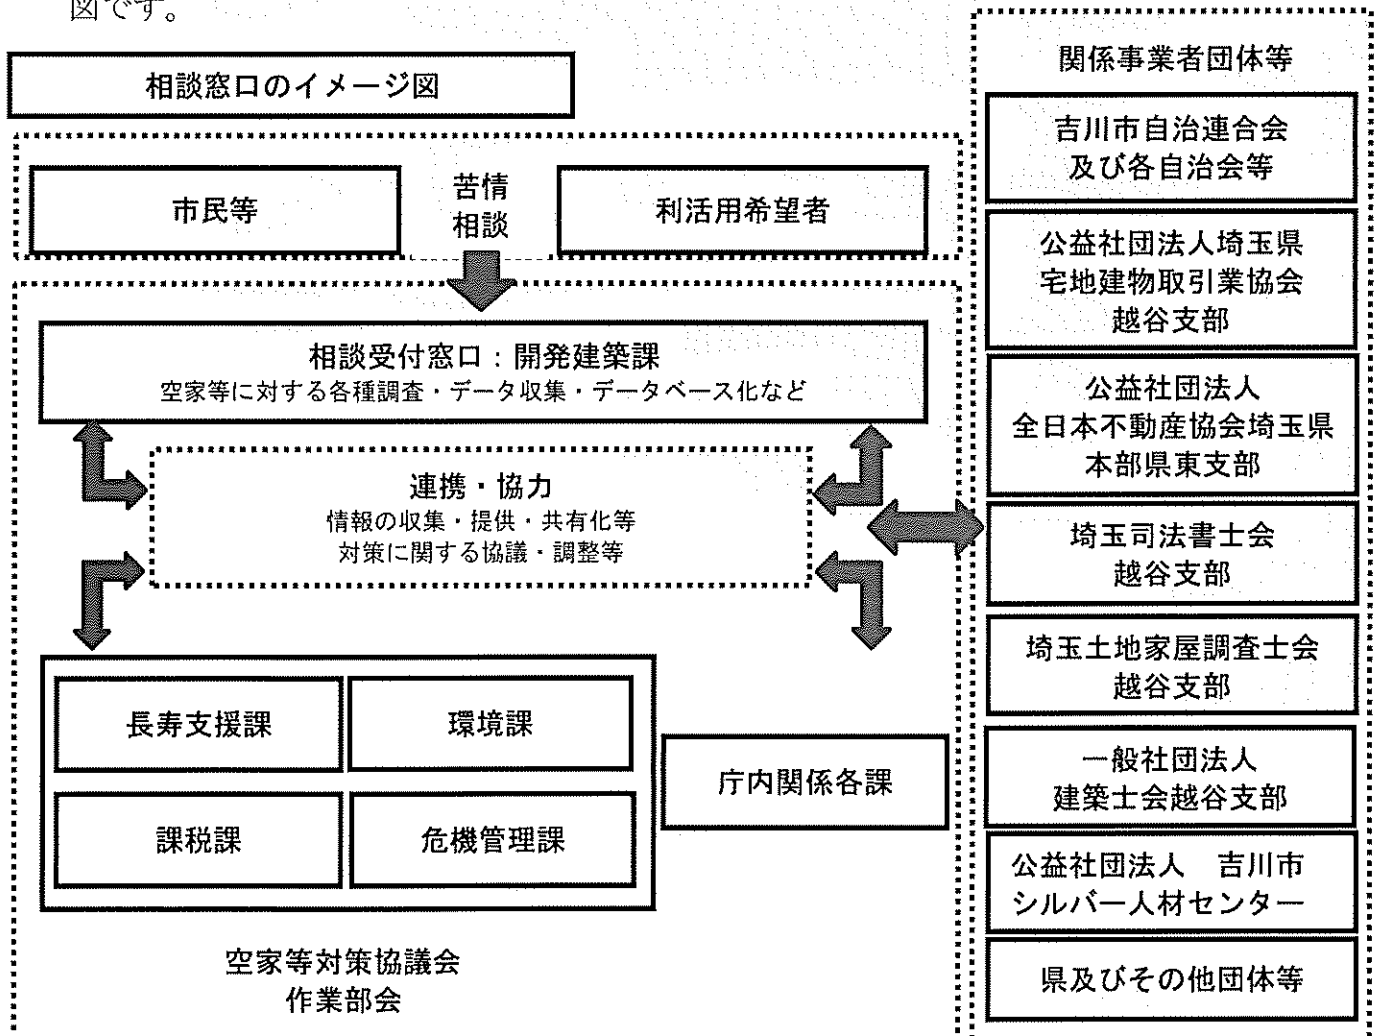 図です。
相談窓口のイメージ図
市民等
苦情
相談
利活用希望者
相談受付窓口：開発建築課
空家等に対する各種調査・データ収集・データベース化など
連携・協力
情報の収集・提供・共有化等
対策に関する協議・調整等
長寿支援課
環境課
課税課
危機管理課
庁内関係各課
空家等対策協議会
作業部会
関係事業者団体等
吉川市自治連合会
及び各自治会等
公益社団法人埼玉県
宅地建物取引業協会
越谷支部
公益社団法人
全日本不動産協会埼玉県
本部県東支部
埼玉司法書士会
越谷支部
埼玉土地家屋調査士会
越谷支部
一般社団法人
建築士会越谷支部
公益社団法人　吉川市
シルバー人材センター
県及びその他団体等